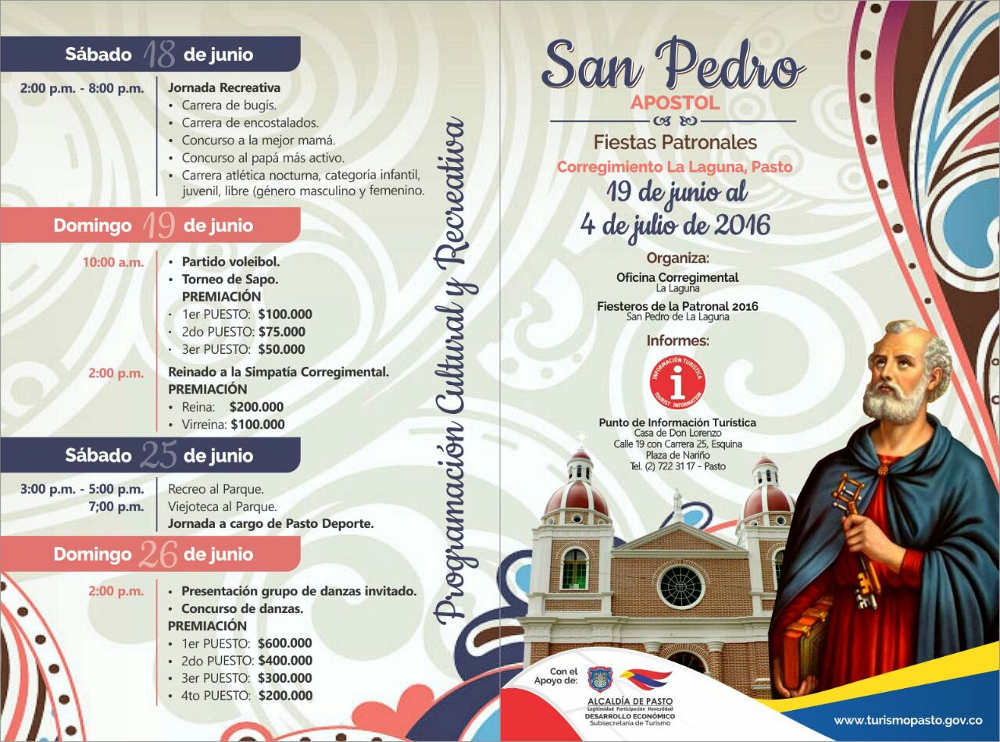 Sábado 18 de junio
2:00 p.m. - 8:00 p.m.
Jornada Recreativa
• Carrera de bugís.
• Carrera de encostalados.
• Concurso a la mejor mamá.
• Concurso al papá más activo.
• Carrera atlética nocturna, categoría infantil,
juvenil, libre (género masculino y femenino.
Domingo 19 de junio
10:00 a.m.
• Partido voleibol.
• Torneo de Sapo.
PREMIACIÓN
· 1er PUESTO: $100.000
· 2do PUESTO: $75.000
· 3er PUESTO: $50.000
2:00 p.m.
Reinado a la Simpatía Corregimental.
PREMIACIÓN
• Reina: $200.000
• Virreina: $100.000
Sábado 25 de junio
3:00 p.m. - 5:00 p.m. Recreo al Parque.
7;00 p.m. Viejoteca al Parque.
Jornada a cargo de Pasto Deporte.
Domingo 26 de junio
2:00 p.m.
• Presentación grupo de danzas invitado.
• Concurso de danzas.
PREMIACIÓN
• 1er PUESTO: $600.000
• 2do PUESTO: $400.000
• 3er PUESTO: $300.000
• 4to PUESTO: $200.000
Programación Cultural y Recreativa
San Pedro
APOSTOL
Fiestas Patronales
Corregimiento La Laguna, Pasto
19 de junio al
4 de julio de 2016
Organiza:
Oficina Corregimental
La Laguna
Fiesteros de la Patronal 2016
San Pedro de La Laguna
Informes:
INFORMACIÓN TURÍSTICA
i
TOURIST INFORMATION
Punto de Información Turística
Casa de Don Lorenzo
Calle 19 con Carrera 25, Esquina
Plaza de Nariño
Tel. (2) 722 31 17 - Pasto
Con el
Apoyo de:
ALCALDÍA DE PASTO
Legitimidad Participación Honestidad
DESARROLLO ECONÓMICO
Subsecretaría de Turismo
www.turismopasto.gov.co